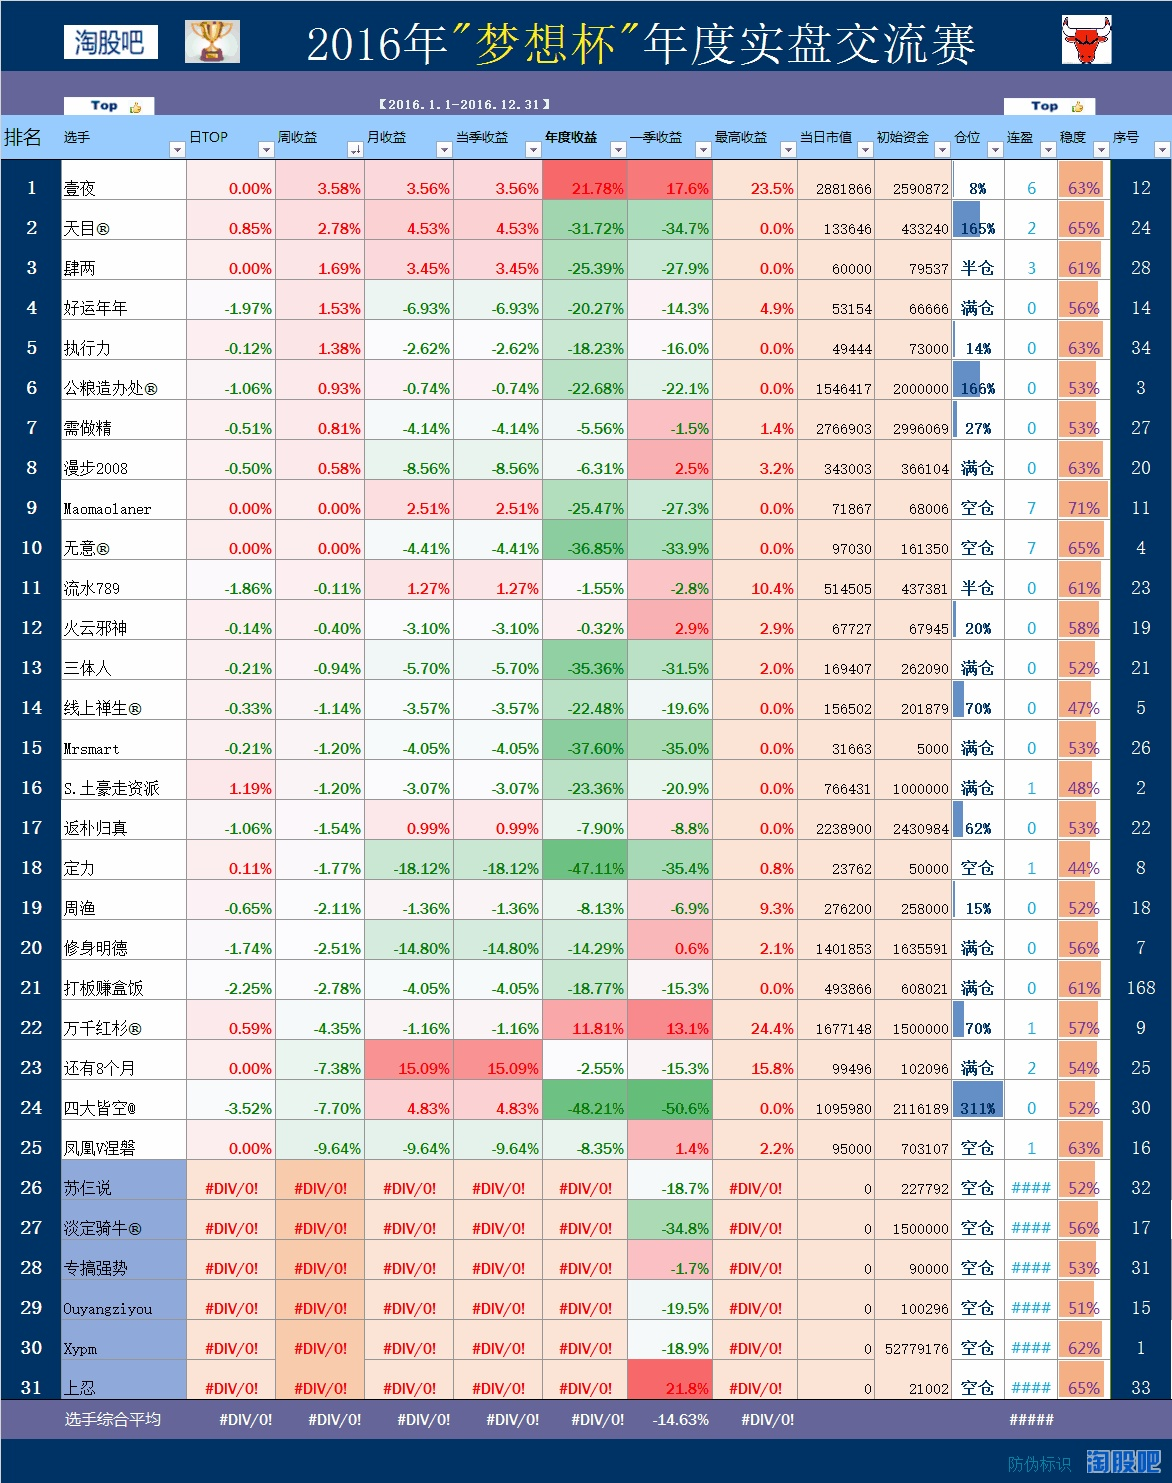 淘股吧 2016年"梦想杯"年度实盘交流赛
Top 【2016.1.1-2016.12.31】 Top
排名 选手 日TOP 周收益 月收益 当季收益 年度收益 一季收益 最高收益 当日市值 初始资金 仓位 连盈 稳度 序号
1 壹夜 0.00% 3.58% 3.56% 3.56% 21.78% 17.6% 23.5% 2881866 2590872 8% 6 63% 12
2 天目® 0.85% 2.78% 4.53% 4.53% -31.72% -34.7% 0.0% 133646 433240 165% 2 65% 24
3 肆两 0.00% 1.69% 3.45% 3.45% -25.39% -27.9% 0.0% 60000 79537 半仓 3 61% 28
4 好运年年 -1.97% 1.53% -6.93% -6.93% -20.27% -14.3% 4.9% 53154 66666 满仓 0 56% 14
5 执行力 -0.12% 1.38% -2.62% -2.62% -18.23% -16.0% 0.0% 49444 73000 14% 0 63% 34
6 公粮造办处® -1.06% 0.93% -0.74% -0.74% -22.68% -22.1% 0.0% 1546417 2000000 166% 0 53% 3
7 需做精 -0.51% 0.81% -4.14% -4.14% -5.56% -1.5% 1.4% 2766903 2996069 27% 0 53% 27
8 漫步2008 -0.50% 0.58% -8.56% -8.56% -6.31% 2.5% 3.2% 343003 366104 满仓 0 63% 20
9 Maomaolaner 0.00% 0.00% 2.51% 2.51% -25.47% -27.3% 0.0% 71867 68006 空仓 7 71% 11
10 无意® 0.00% 0.00% -4.41% -4.41% -36.85% -33.9% 0.0% 97030 161350 空仓 7 65% 4
11 流水789 -1.86% -0.11% 1.27% 1.27% -1.55% -2.8% 10.4% 514505 437381 半仓 0 61% 23
12 火云邪神 -0.14% -0.40% -3.10% -3.10% -0.32% 2.9% 2.9% 67727 67945 20% 0 58% 19
13 三体人 -0.21% -0.94% -5.70% -5.70% -35.36% -31.5% 2.0% 169407 262090 满仓 0 52% 21
14 线上禅生® -0.33% -1.14% -3.57% -3.57% -22.48% -19.6% 0.0% 156502 201879 70% 0 47% 5
15 Mrsmart -0.21% -1.20% -4.05% -4.05% -37.60% -35.0% 0.0% 31663 5000 满仓 0 53% 26
16 S.土豪走资派 1.19% -1.20% -3.07% -3.07% -23.36% -20.9% 0.0% 766431 1000000 满仓 1 48% 2
17 返朴归真 -1.06% -1.54% 0.99% 0.99% -7.90% -8.8% 0.0% 2238900 2430984 62% 0 53% 22
18 定力 0.11% -1.77% -18.12% -18.12% -47.11% -35.4% 0.8% 23762 50000 空仓 1 44% 8
19 周渔 -0.65% -2.11% -1.36% -1.36% -8.13% -6.9% 9.3% 276200 258000 15% 0 52% 18
20 修身明德 -1.74% -2.51% -14.80% -14.80% -14.29% 0.6% 2.1% 1401853 1635591 满仓 0 56% 7
21 打板赚盒饭 -2.25% -2.78% -4.05% -4.05% -18.77% -15.3% 0.0% 493866 608021 满仓 0 61% 168
22 万千红杉® 0.59% -4.35% -1.16% -1.16% 11.81% 13.1% 24.4% 1677148 1500000 70% 1 57% 9
23 还有8个月 0.00% -7.38% 15.09% 15.09% -2.55% -15.3% 15.8% 99496 102096 满仓 2 54% 25
24 四大皆空@ -3.52% -7.70% 4.83% 4.83% -48.21% -50.6% 0.0% 1095980 2116189 311% 0 52% 30
25 凤凰V涅磐 0.00% -9.64% -9.64% -9.64% -8.35% 1.4% 2.2% 95000 703107 空仓 1 63% 16
26 苏仨说 #DIV/0! #DIV/0! #DIV/0! #DIV/0! #DIV/0! -18.7% #DIV/0! 0 227792 空仓 #### 52% 32
27 淡定骑牛® #DIV/0! #DIV/0! #DIV/0! #DIV/0! #DIV/0! -34.8% #DIV/0! 0 1500000 空仓 #### 56% 17
28 专搞强势 #DIV/0! #DIV/0! #DIV/0! #DIV/0! #DIV/0! -1.7% #DIV/0! 0 90000 空仓 #### 53% 31
29 Ouyangziyou #DIV/0! #DIV/0! #DIV/0! #DIV/0! #DIV/0! -19.5% #DIV/0! 0 100296 空仓 #### 51% 15
30 Xypm #DIV/0! #DIV/0! #DIV/0! #DIV/0! #DIV/0! -18.9% #DIV/0! 0 52779176 空仓 #### 62% 1
31 上忍 #DIV/0! #DIV/0! #DIV/0! #DIV/0! #DIV/0! 21.8% #DIV/0! 0 21002 空仓 #### 65% 33
选手综合平均 #DIV/0! #DIV/0! #DIV/0! #DIV/0! #DIV/0! -14.63% #DIV/0! #####
防伪标识 淘股吧